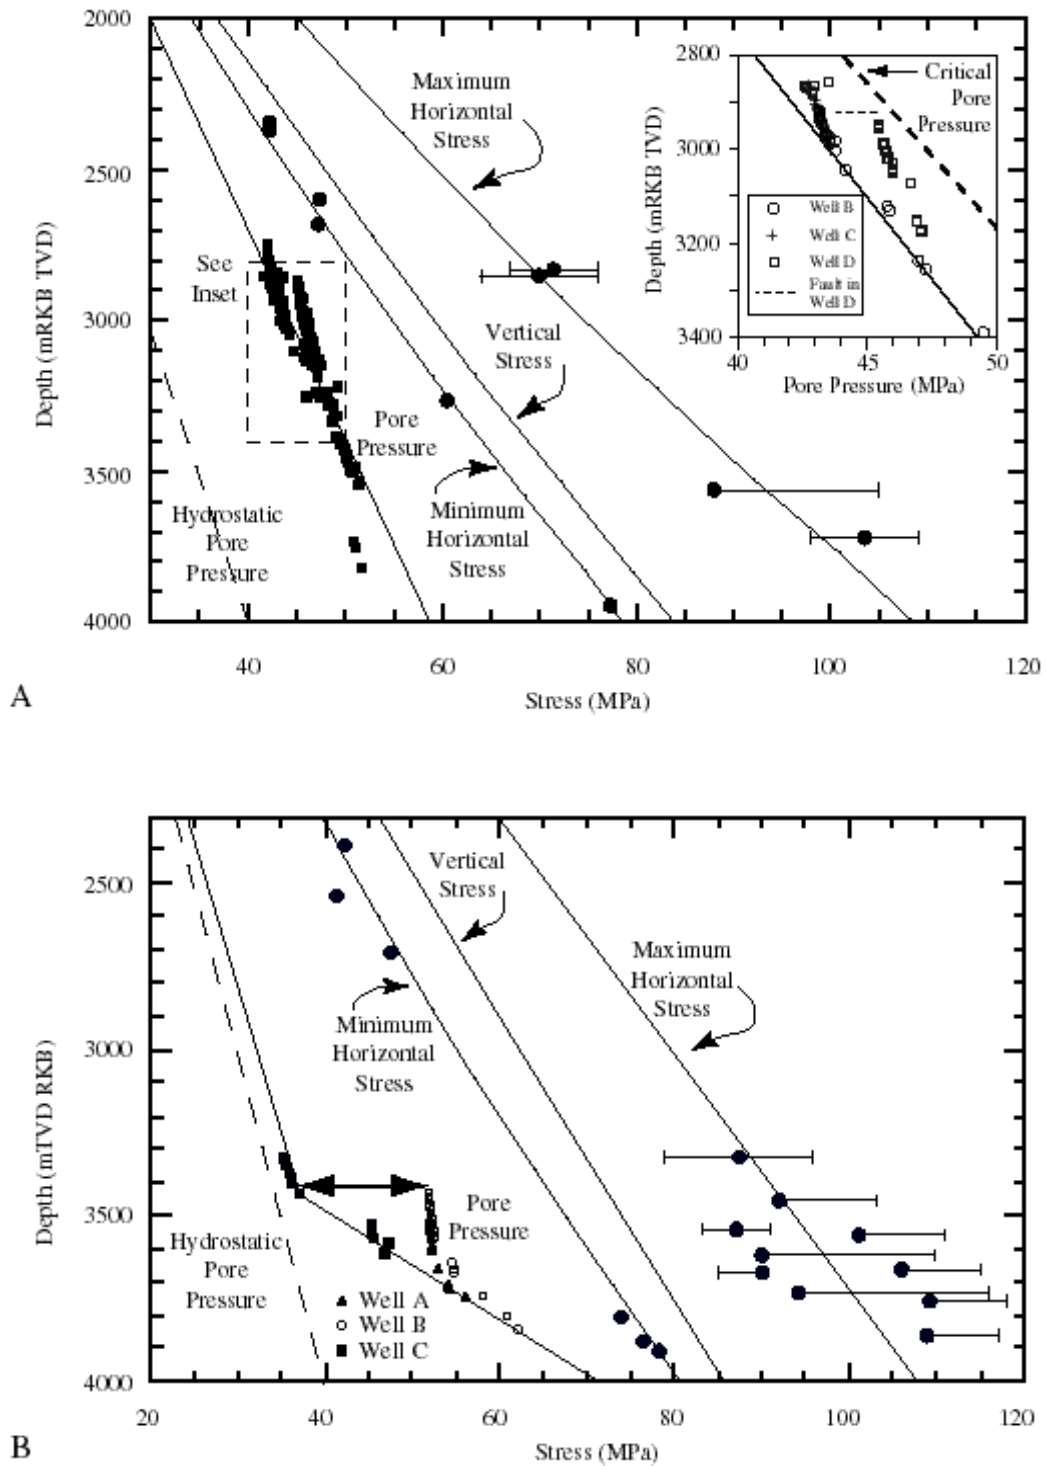 A
2000
2500
3000
3500
4000
Depth (mRKB TVD)
40
60
80
100
120
Stress (MPa)
Maximum
Horizontal
Stress
See
Inset
Vertical
Stress
Pore
Pressure
Minimum
Horizontal
Stress
Hydrostatic
Pore
Pressure
2800
3000
3200
3400
Depth (mRKB TVD)
40
45
50
Pore Pressure (MPa)
Critical
Pore
Pressure
Well B
Well C
Well D
Fault in
Well D
B
2500
3000
3500
4000
Depth (mTVD RKB)
20
40
60
80
100
120
Stress (MPa)
Vertical
Stress
Maximum
Horizontal
Stress
Minimum
Horizontal
Stress
Pore
Pressure
Hydrostatic
Pore
Pressure
Well A
Well B
Well C